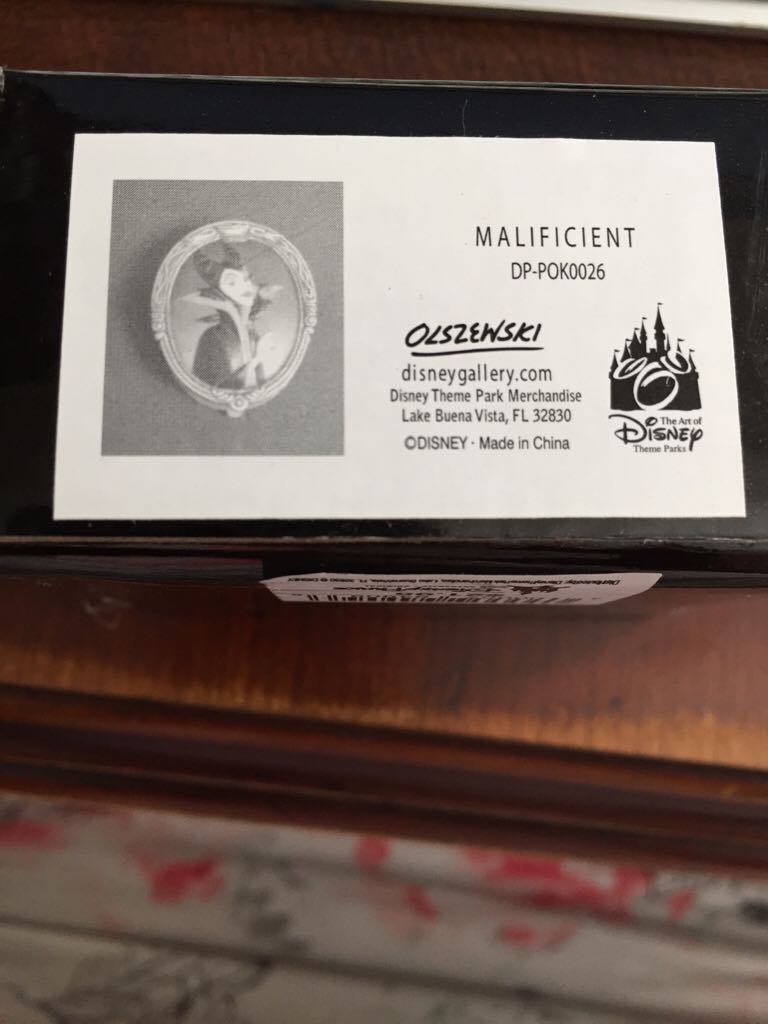 MALIFICIENT
DP-POK0026
OLSZEWSKI
disneygallery.com
Disney Theme Park Merchandise
Lake Buena Vista, FL 32830
©DISNEY · Made in China
The Art of
DISNEY
Theme Parks